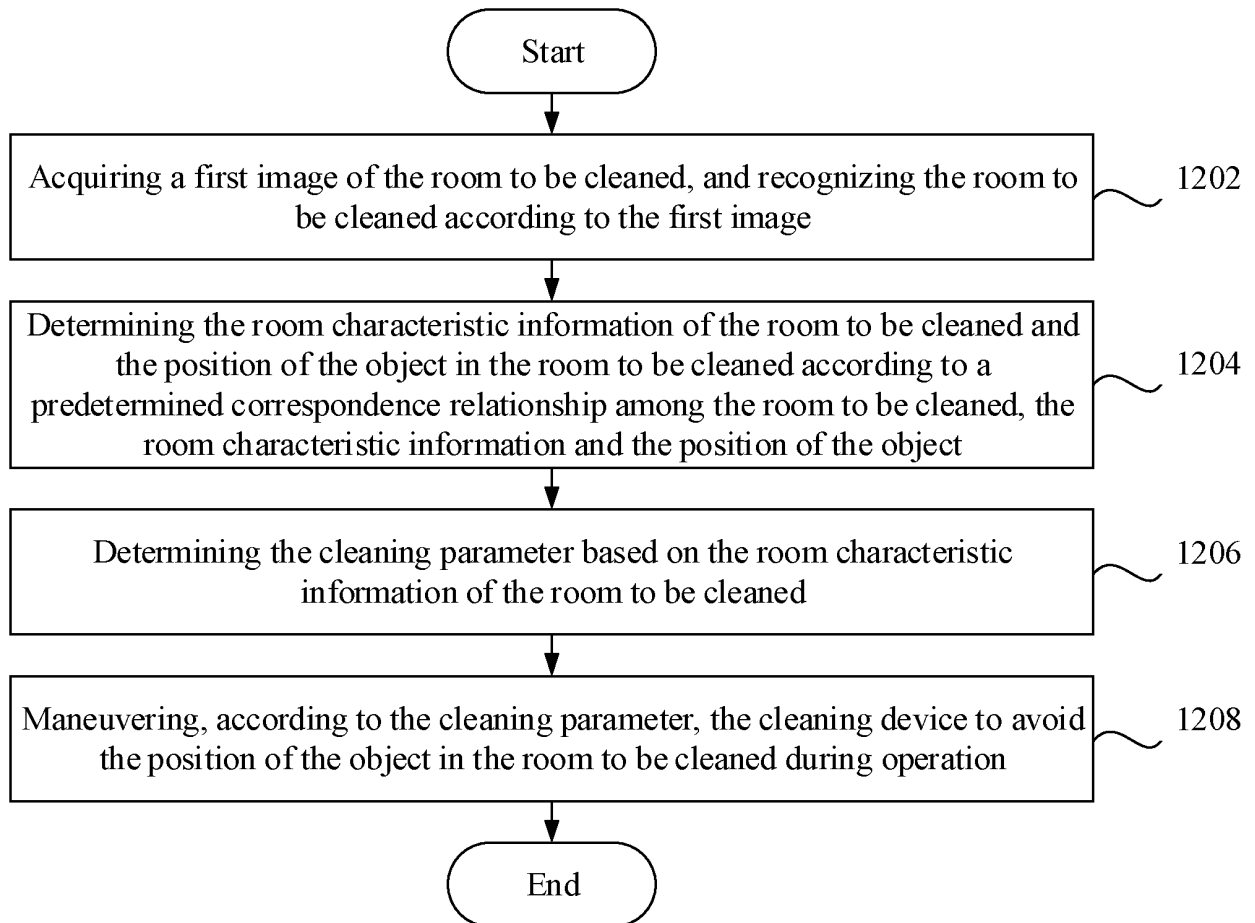 Start
Acquiring a first image of the room to be cleaned, and recognizing the room to
be cleaned according to the first image
1202
Determining the room characteristic information of the room to be cleaned and
the position of the object in the room to be cleaned according to a
predetermined correspondence relationship among the room to be cleaned, the
room characteristic information and the position of the object
1204
Determining the cleaning parameter based on the room characteristic
information of the room to be cleaned
1206
Maneuvering, according to the cleaning parameter, the cleaning device to avoid
the position of the object in the room to be cleaned during operation
1208
End